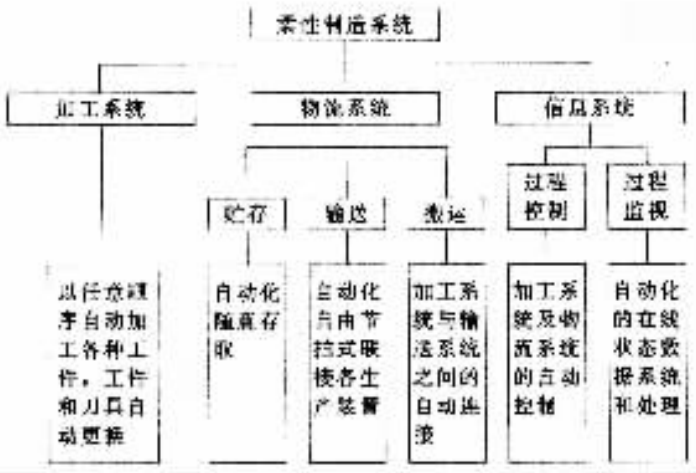 柔性制造系统
加工系统
物流系统
信息系统
贮存
输送
搬运
过程
控制
过程
监视
以任意顺
序自动加
工各种工
件，工件
和刀具自
动更换
自动化
随意存
取
自动化
自由节
拍式联
接各生
产装置
加工系
统与输
送系统
之间的
自动连
接
加工系
统及物
流系统
的自动
控制
自动化
的在线
状态数
据系统
和处理